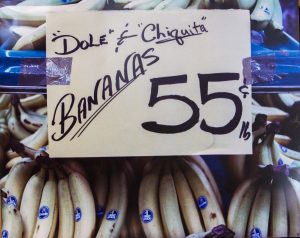 "DOLE" & "Chiquita"
BANANAS 55¢ lb